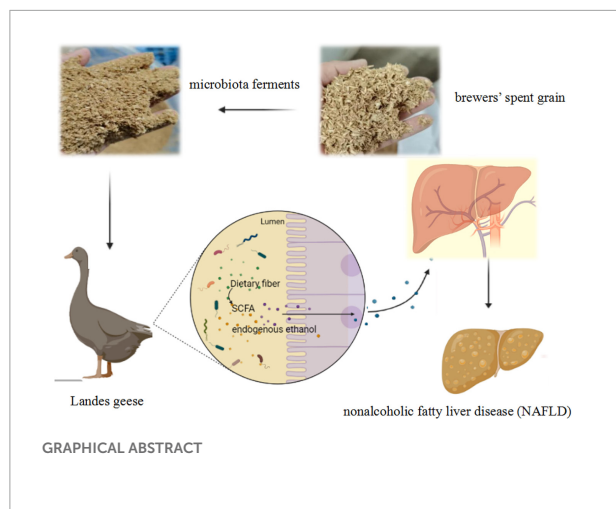 microbiota ferments
brewers' spent grain
Lumen
Dietary fiber
SCFA
endogenous ethanol
Landes geese
nonalcoholic fatty liver disease (NAFLD)
GRAPHICAL ABSTRACT